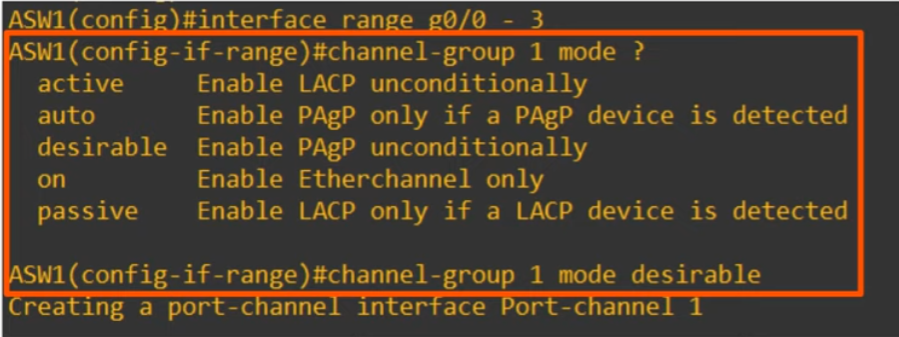 ASW1(config)#interface range g0/0 - 3
ASW1(config-if-range)#channel-group 1 mode ?
active Enable LACP unconditionally
auto Enable PAgP only if a PAgP device is detected
desirable Enable PAgP unconditionally
on Enable Etherchannel only
passive Enable LACP only if a LACP device is detected
ASW1(config-if-range)#channel-group 1 mode desirable
Creating a port-channel interface Port-channel 1